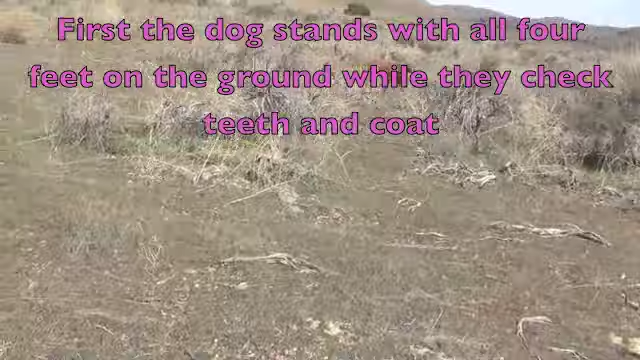 First the dog stands with all four
feet on the ground while they check
teeth and coat